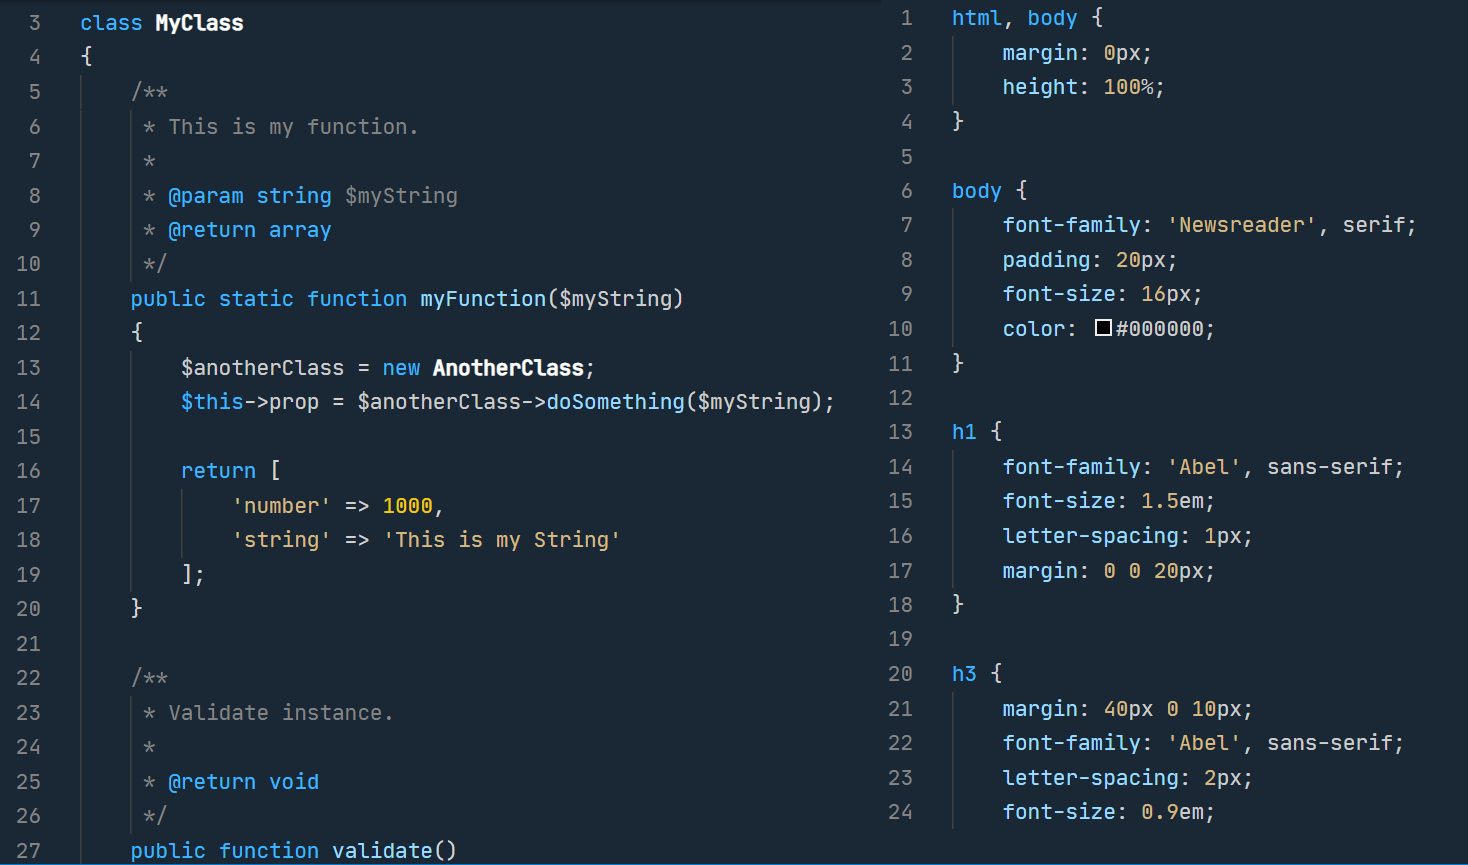 3 class MyClass
4 {
5     /**
6      * This is my function.
7      *
8      * @param string $myString
9      * @return array
10      */
11     public static function myFunction($myString)
12     {
13         $anotherClass = new AnotherClass;
14         $this->prop = $anotherClass->doSomething($myString);
15
16         return [
17             'number' => 1000,
18             'string' => 'This is my String'
19         ];
20     }
21
22     /**
23      * Validate instance.
24      *
25      * @return void
26      */
27     public function validate()
1 html, body {
2     margin: 0px;
3     height: 100%;
4 }
5
6 body {
7     font-family: 'Newsreader', serif;
8     padding: 20px;
9     font-size: 16px;
10     color: #000000;
11 }
12
13 h1 {
14     font-family: 'Abel', sans-serif;
15     font-size: 1.5em;
16     letter-spacing: 1px;
17     margin: 0 0 20px;
18 }
19
20 h3 {
21     margin: 40px 0 10px;
22     font-family: 'Abel', sans-serif;
23     letter-spacing: 2px;
24     font-size: 0.9em;